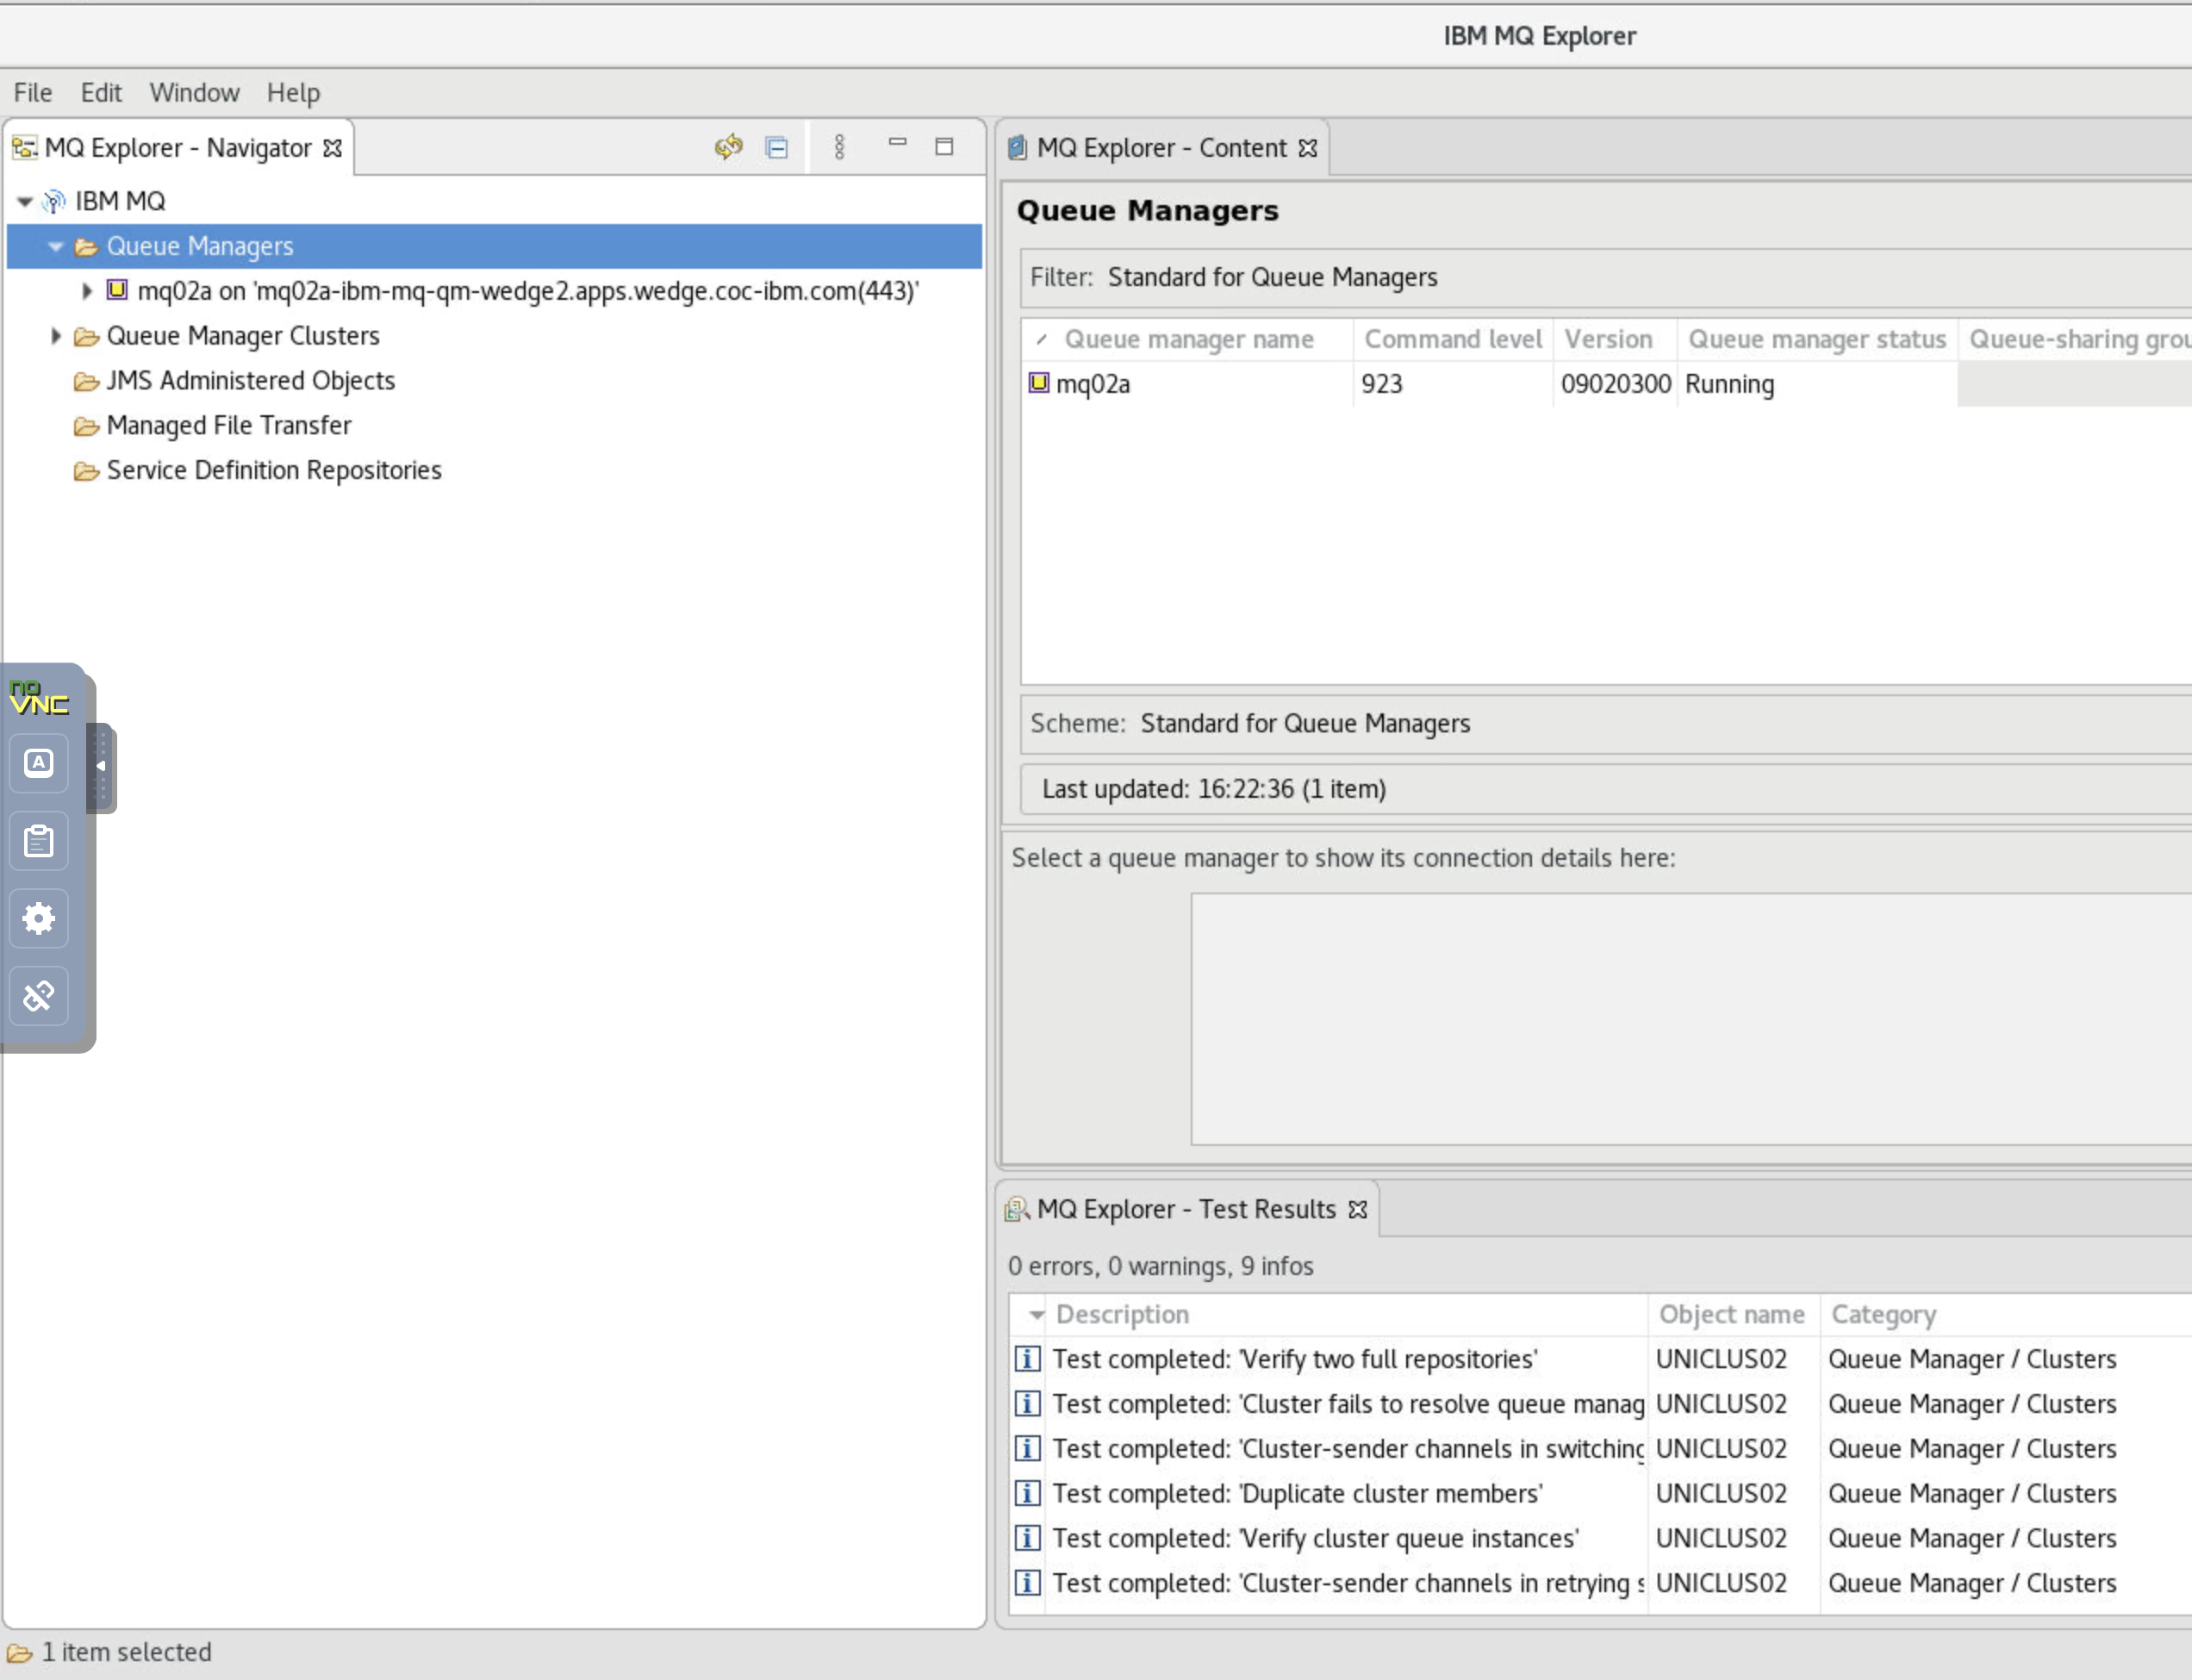 IBM MQ Explorer
File Edit Window Help
MQ Explorer - Navigator
IBM MQ
Queue Managers
mq02a on 'mq02a-ibm-mq-qm-wedge2.apps.wedge.coc-ibm.com(443)'
Queue Manager Clusters
JMS Administered Objects
Managed File Transfer
Service Definition Repositories
no
VNC
A
1 item selected
MQ Explorer - Content
Queue Managers
Filter: Standard for Queue Managers
Queue manager name Command level Version Queue manager status Queue-sharing grou
mq02a 923 09020300 Running
Scheme: Standard for Queue Managers
Last updated: 16:22:36 (1 item)
Select a queue manager to show its connection details here:
MQ Explorer - Test Results
0 errors, 0 warnings, 9 infos
Description Object name Category
Test completed: 'Verify two full repositories' UNICLUS02 Queue Manager / Clusters
Test completed: 'Cluster fails to resolve queue manag UNICLUS02 Queue Manager / Clusters
Test completed: 'Cluster-sender channels in switching UNICLUS02 Queue Manager / Clusters
Test completed: 'Duplicate cluster members' UNICLUS02 Queue Manager / Clusters
Test completed: 'Verify cluster queue instances' UNICLUS02 Queue Manager / Clusters
Test completed: 'Cluster-sender channels in retrying s UNICLUS02 Queue Manager / Clusters